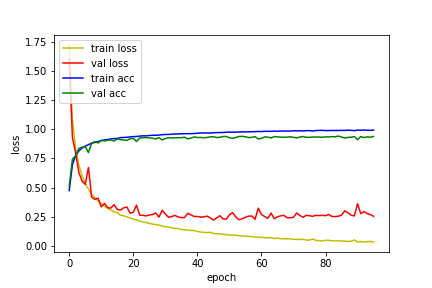 1.75
1.50
1.25
1.00
0.75
0.50
0.25
0.00
loss
train loss
val loss
train acc
val acc
0 20 40 60 80
epoch